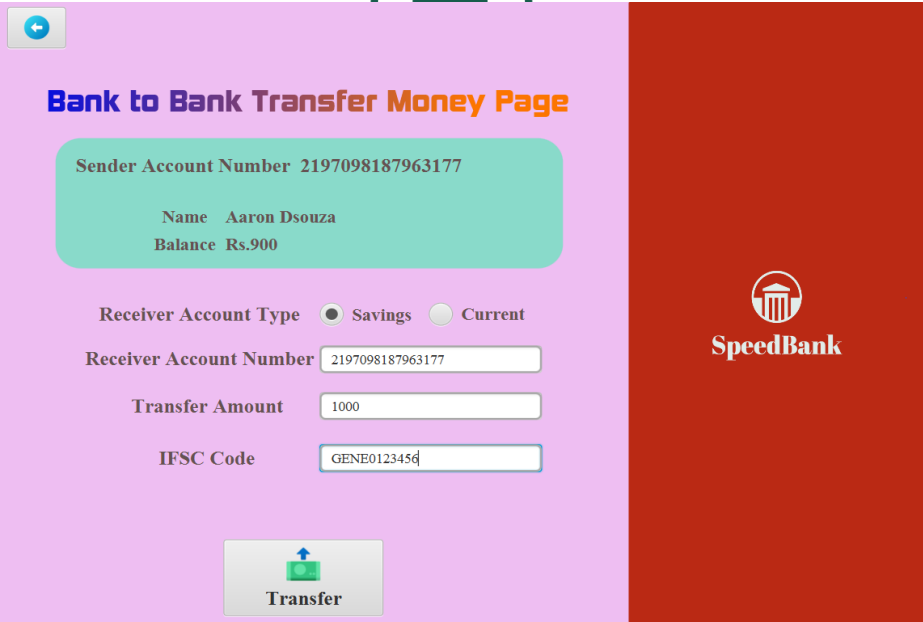 Bank to Bank Transfer Money Page
Sender Account Number 2197098187963177
Name Aaron Dsouza
Balance Rs.900
Receiver Account Type Savings Current
Receiver Account Number 2197098187963177
Transfer Amount 1000
IFSC Code GENE0123456
Transfer
SpeedBank